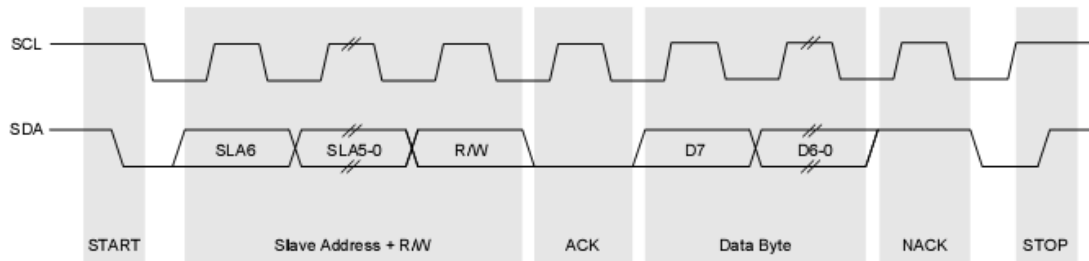 SCL
SDA
SLA6 SLA5-0 R/W D7 D6-0
START Slave Address + R/W ACK Data Byte NACK STOP